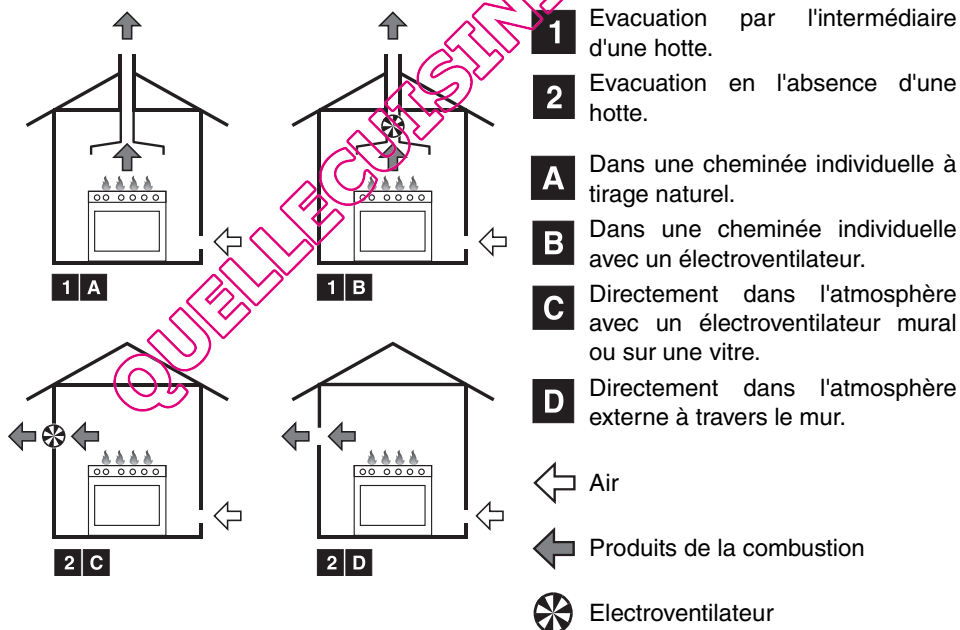 1 A
1 B
2 C
2 D
1 Evacuation par l'intermédiaire
d'une hotte.
2 Evacuation en l'absence d'une
hotte.
A Dans une cheminée individuelle à
tirage naturel.
B Dans une cheminée individuelle
avec un électroventilateur.
C Directement dans l'atmosphère
avec un électroventilateur mural
ou sur une vitre.
D Directement dans l'atmosphère
externe à travers le mur.
Air
Produits de la combustion
Electroventilateur
QUELLECUISIN